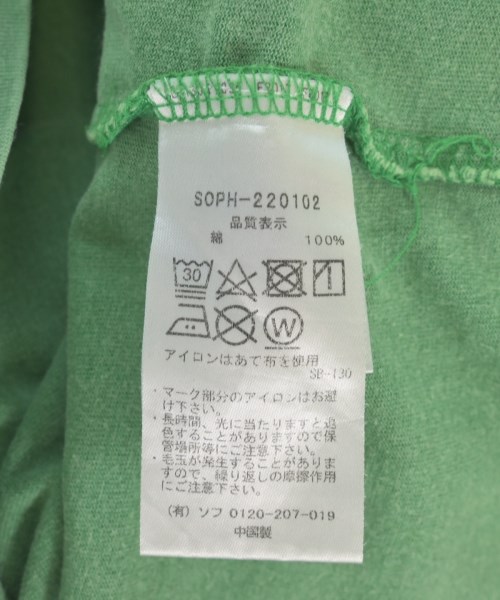 SOPH-220102
品質表示
綿 100%
30
W
アイロンはあて布を使用
SP-130
・マーク部分のアイロンはお避
け下さい。
・長時間、光に当たりますと退
色することがありますので保
管場所等にご注意下さい。
・毛玉が発生することがありま
すので、繰り返しの摩擦作用
にご注意下さい。
(有) ソフ 0120-207-019
中国製